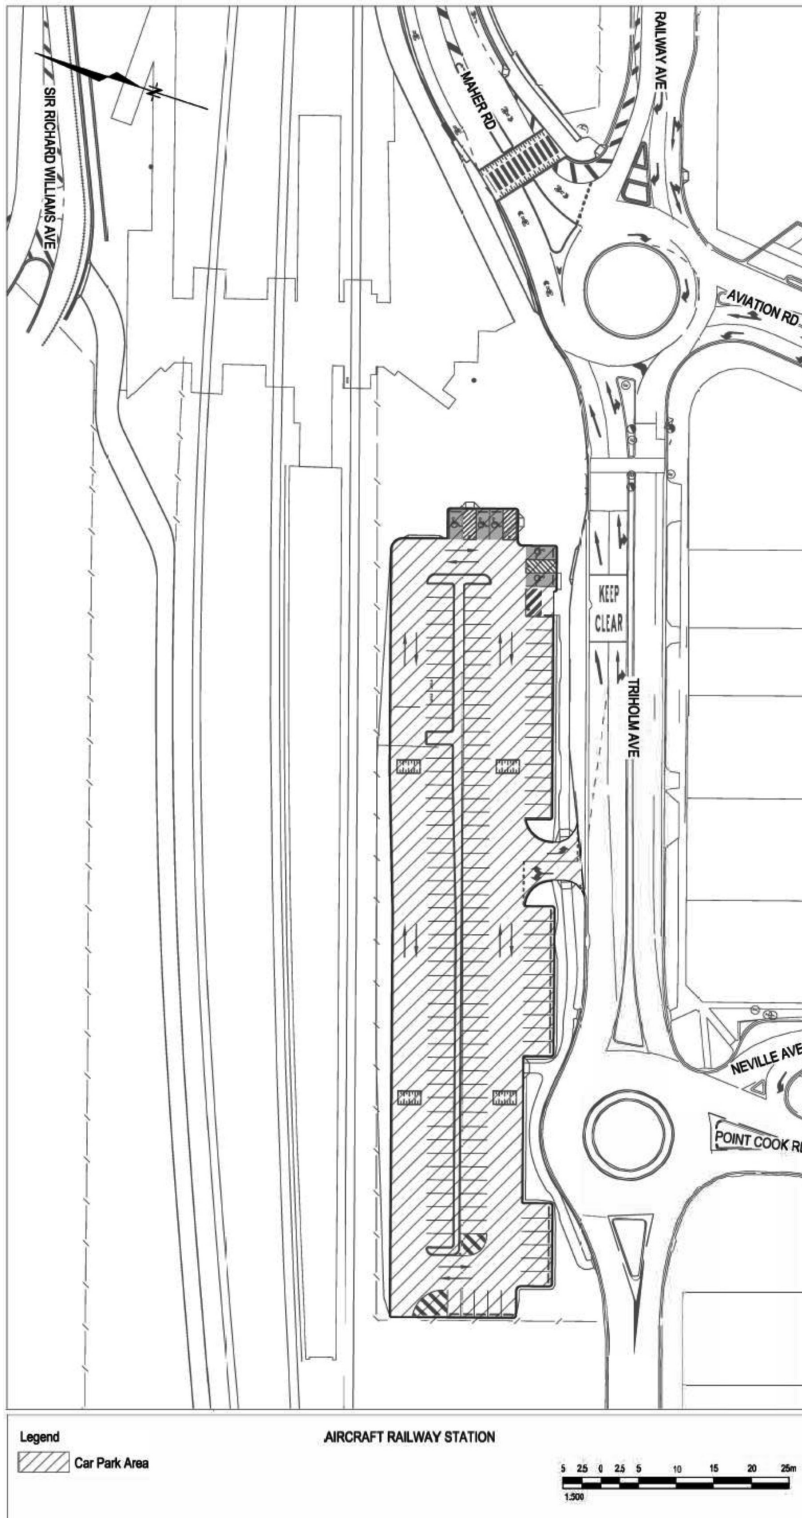 RAILWAY AVE
MAHER RD
SIR RICHARD WILLIAMS AVE
N
AVIATION RD
KEEP
CLEAR
TRIHOLM AVE
NEVILLE AVE
POINT COOK
Legend
Car Park Area
AIRCRAFT RAILWAY STATION
5 2.5 0 2.5 5 10 15 20 25m
1:500